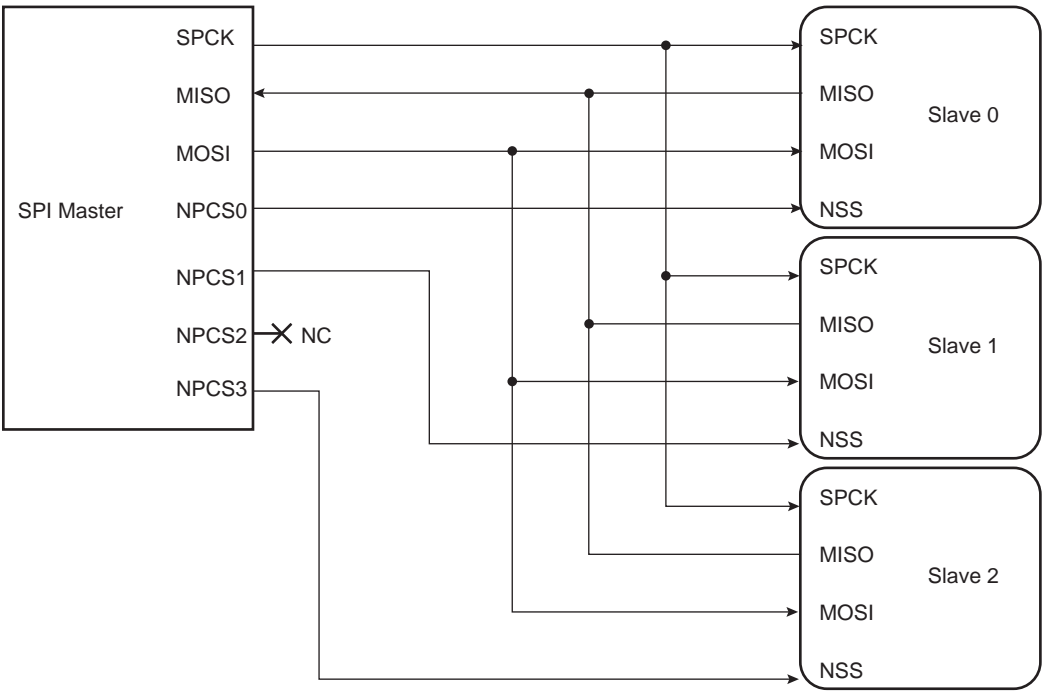 SPI Master
SPCK
MISO
MOSI
NPCS0
NPCS1
NPCS2
NC
NPCS3
SPCK
MISO
Slave 0
MOSI
NSS
SPCK
MISO
Slave 1
MOSI
NSS
SPCK
MISO
Slave 2
MOSI
NSS